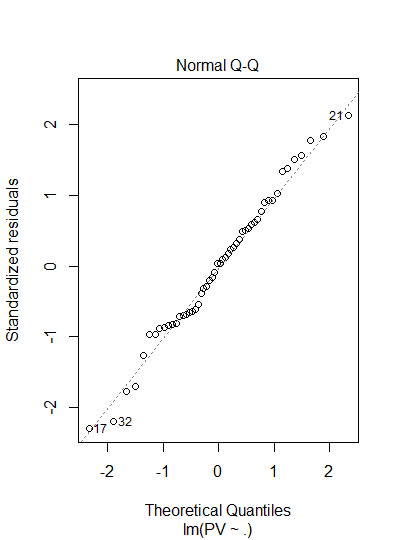 Normal Q-Q
Standardized residuals
2
1
0
-1
-2
21
32
17
-2 -1 0 1 2
Theoretical Quantiles
lm(PV ~ .)